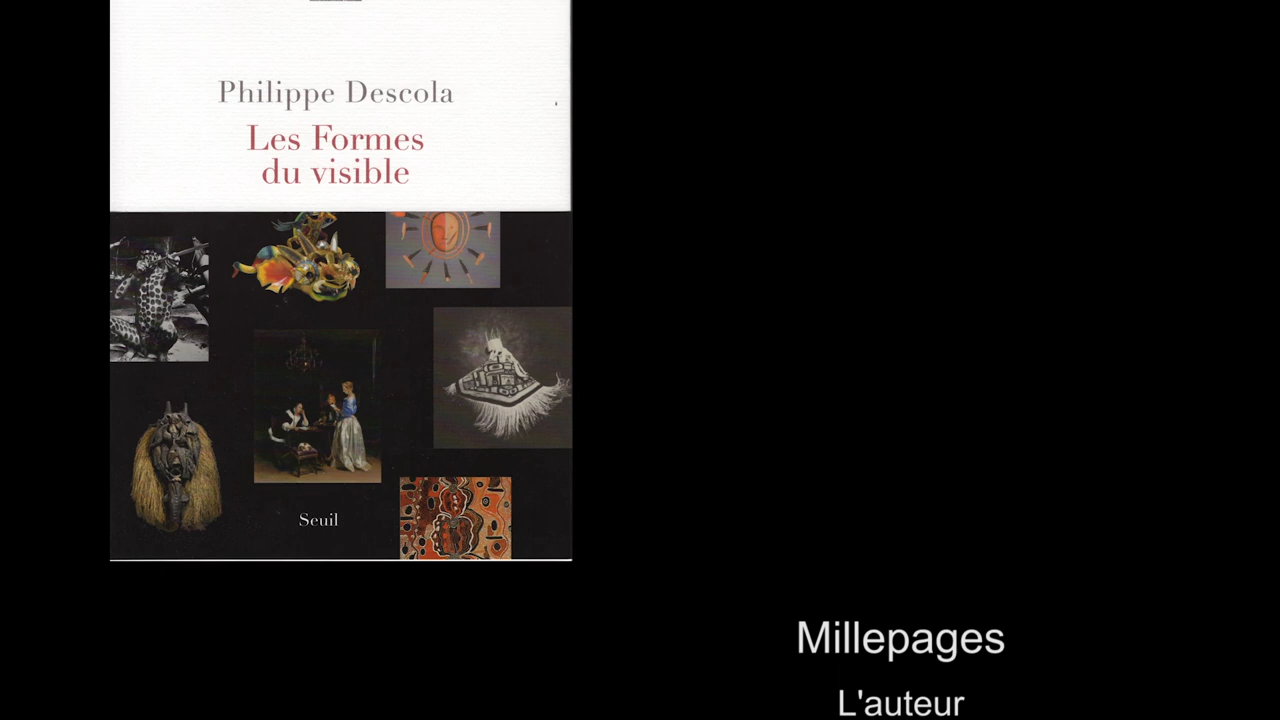 Philippe Descola
Les Formes
du visible
Seuil
Millepages
L'auteur